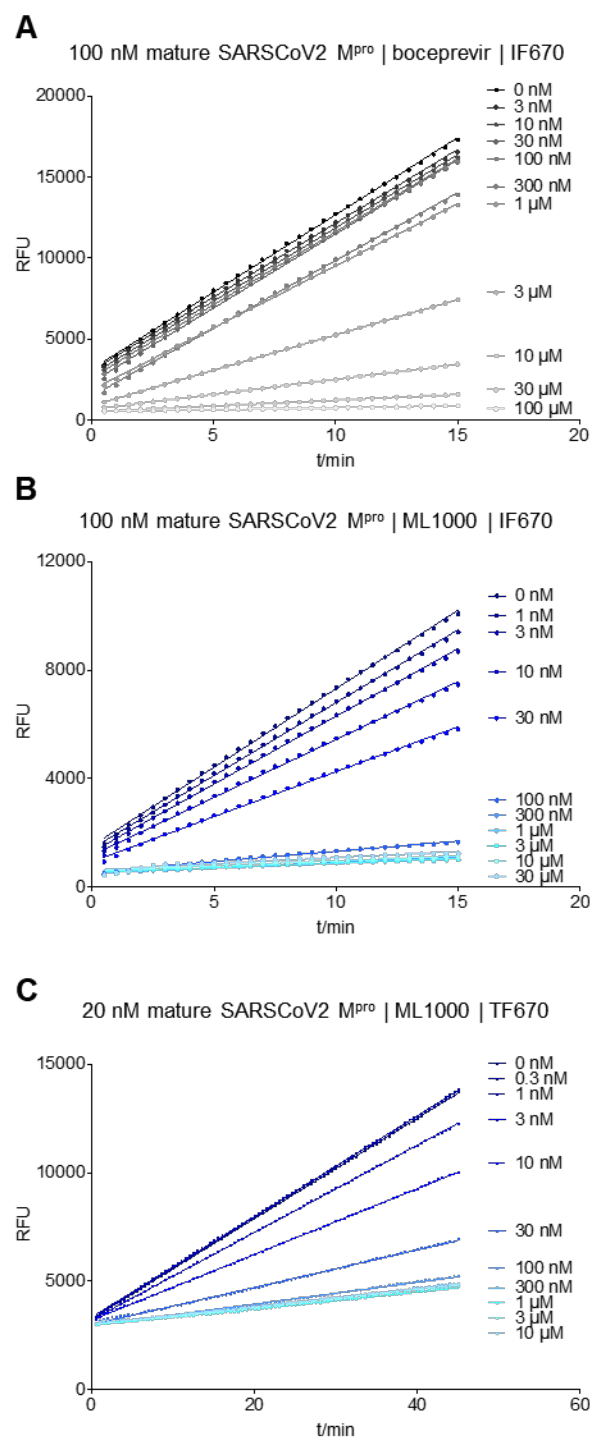 A
100 nM mature SARSCoV2 Mpro | boceprevir | IF670
20000
15000
10000
5000
0
RFU
0
5
10
15
20
t/min
0 nM
3 nM
10 nM
30 nM
100 nM
300 nM
1 µM
3 µM
10 µM
30 µM
100 µM
B
100 nM mature SARSCoV2 Mpro | ML1000 | IF670
12000
8000
4000
0
RFU
0
5
10
15
20
t/min
0 nM
1 nM
3 nM
10 nM
30 nM
100 nM
300 nM
1 µM
3 µM
10 µM
30 µM
C
20 nM mature SARSCoV2 Mpro | ML1000 | TF670
15000
10000
5000
0
RFU
0
20
40
60
t/min
0 nM
0.3 nM
1 nM
3 nM
10 nM
30 nM
100 nM
300 nM
1 µM
3 µM
10 µM